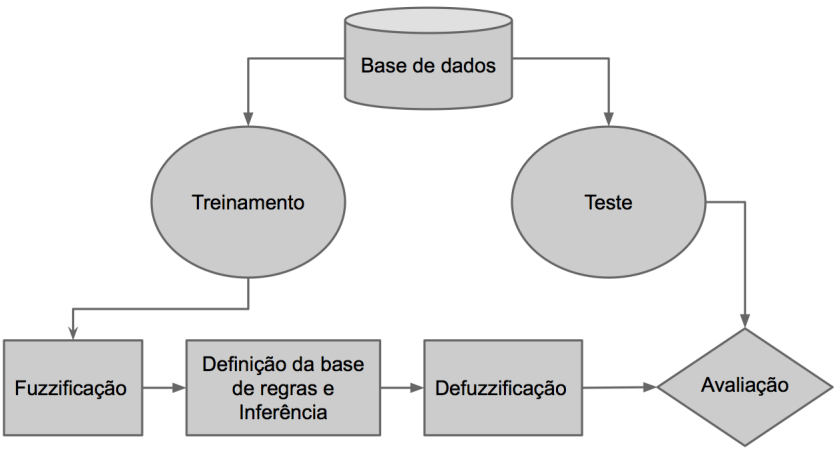 Base de dados
Treinamento
Teste
Fuzzificação
Definição da base
de regras e
Inferência
Defuzzificação
Avaliação